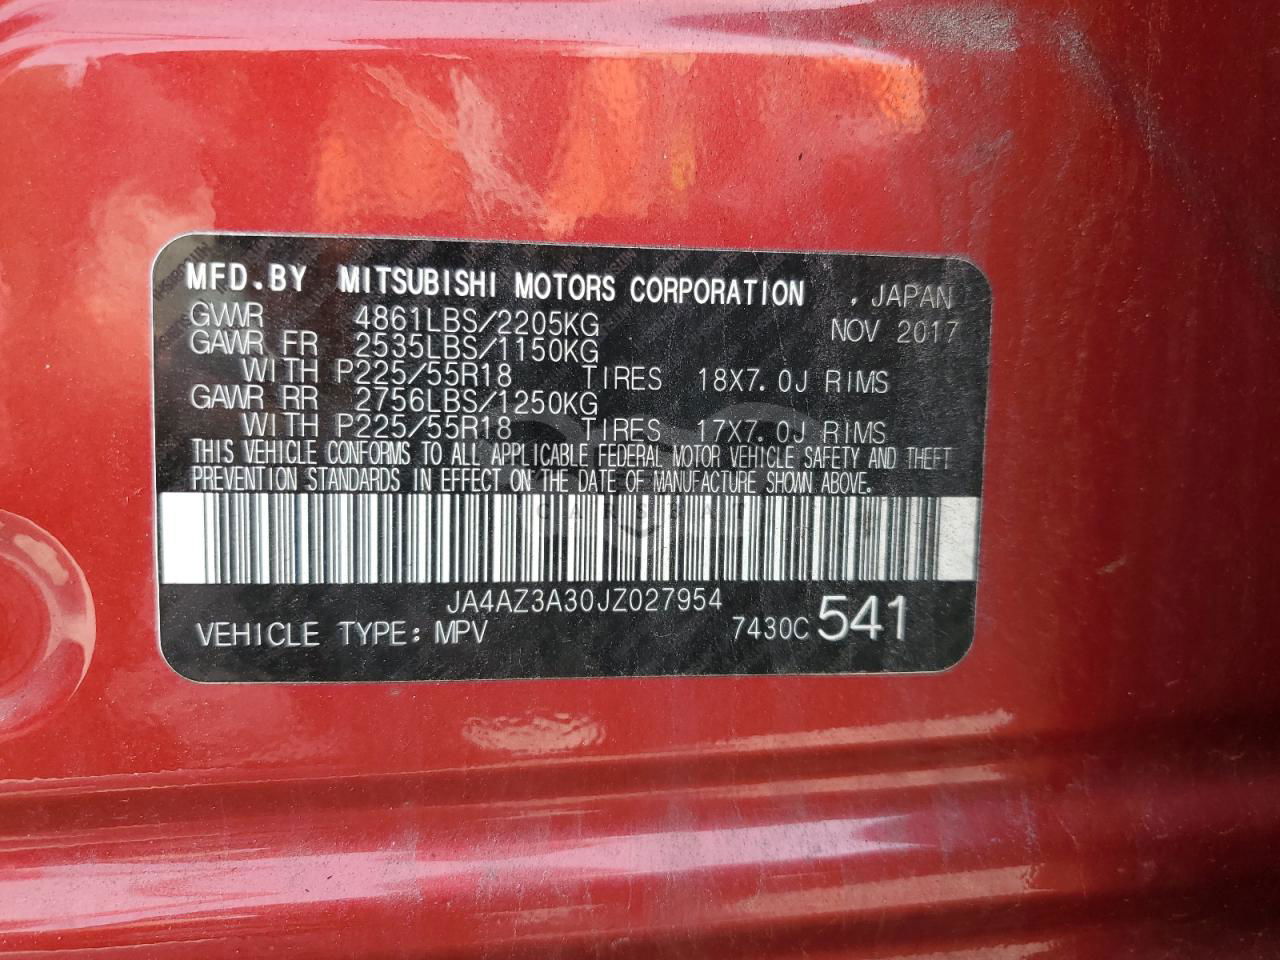 MFD.BY MITSUBISHI MOTORS CORPORATION , JAPAN
GVWR 4861LBS/2205KG NOV 2017
GAWR FR 2535LBS/1150KG
WITH P225/55R18 TIRES 18X7.0J RIMS
GAWR RR 2756LBS/1250KG
WITH P225/55R18 TIRES 17X7.0J RIMS
THIS VEHICLE CONFORMS TO ALL APPLICABLE FEDERAL MOTOR VEHICLE SAFETY AND THEFT
PREVENTION STANDARDS IN EFFECT ON THE DATE OF MANUFACTURE SHOWN ABOVE.
JA4AZ3A30JZ027954
VEHICLE TYPE: MPV 7430C 541